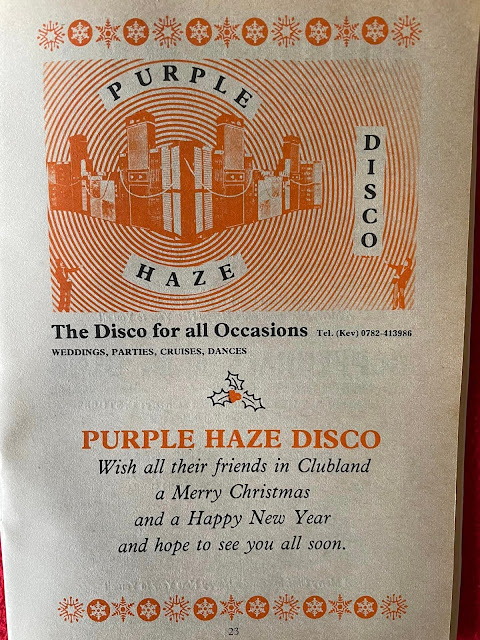 PURPLE
HAZE
DISCO
The Disco for all Occasions Tel. (Kev) 0782-413986
WEDDINGS, PARTIES, CRUISES, DANCES
PURPLE HAZE DISCO
Wish all their friends in Clubland
a Merry Christmas
and a Happy New Year
and hope to see you all soon.
23